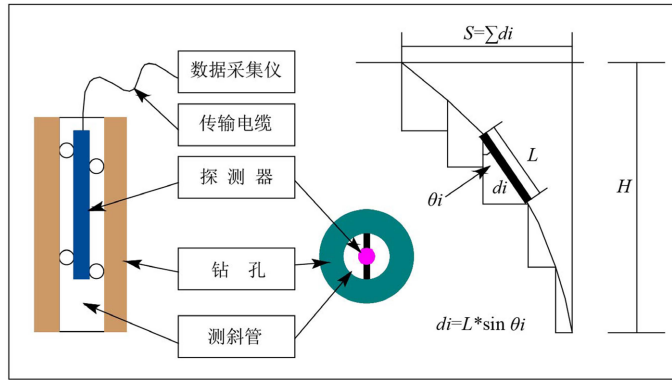 数据采集仪
传输电缆
探 测 器
钻 孔
测斜管
S=∑di
L
H
θi
di
di=L*sin θi